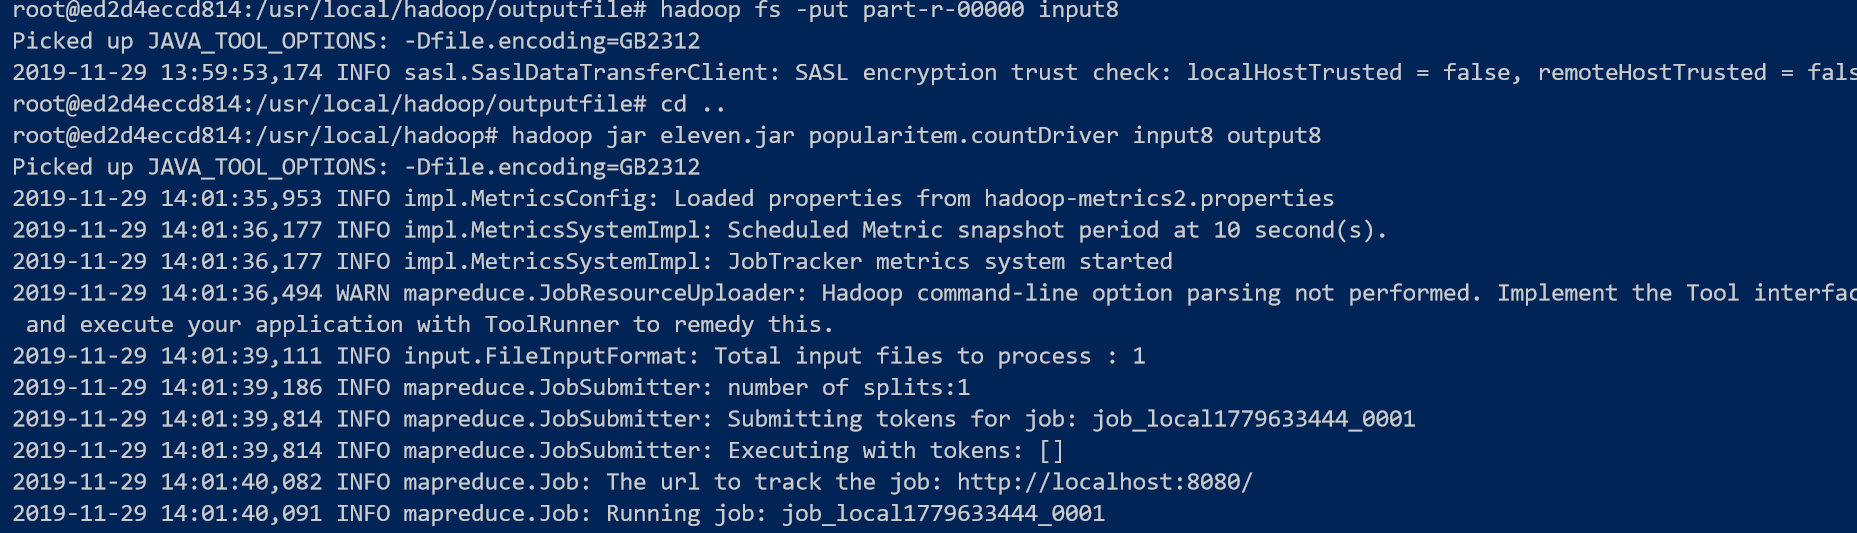 root@ed2d4eccd814:/usr/local/hadoop/outputfile# hadoop fs -put part-r-00000 input8
Picked up JAVA_TOOL_OPTIONS: -Dfile.encoding=GB2312
2019-11-29 13:59:53,174 INFO sasl.SaslDataTransferClient: SASL encryption trust check: localHostTrusted = false, remoteHostTrusted = fals
root@ed2d4eccd814:/usr/local/hadoop/outputfile# cd ..
root@ed2d4eccd814:/usr/local/hadoop# hadoop jar eleven.jar popularitem.countDriver input8 output8
Picked up JAVA_TOOL_OPTIONS: -Dfile.encoding=GB2312
2019-11-29 14:01:35,953 INFO impl.MetricsConfig: Loaded properties from hadoop-metrics2.properties
2019-11-29 14:01:36,177 INFO impl.MetricsSystemImpl: Scheduled Metric snapshot period at 10 second(s).
2019-11-29 14:01:36,177 INFO impl.MetricsSystemImpl: JobTracker metrics system started
2019-11-29 14:01:36,494 WARN mapreduce.JobResourceUploader: Hadoop command-line option parsing not performed. Implement the Tool interfac
 and execute your application with ToolRunner to remedy this.
2019-11-29 14:01:39,111 INFO input.FileInputFormat: Total input files to process : 1
2019-11-29 14:01:39,186 INFO mapreduce.JobSubmitter: number of splits:1
2019-11-29 14:01:39,814 INFO mapreduce.JobSubmitter: Submitting tokens for job: job_local1779633444_0001
2019-11-29 14:01:39,814 INFO mapreduce.JobSubmitter: Executing with tokens: []
2019-11-29 14:01:40,082 INFO mapreduce.Job: The url to track the job: http://localhost:8080/
2019-11-29 14:01:40,091 INFO mapreduce.Job: Running job: job_local1779633444_0001